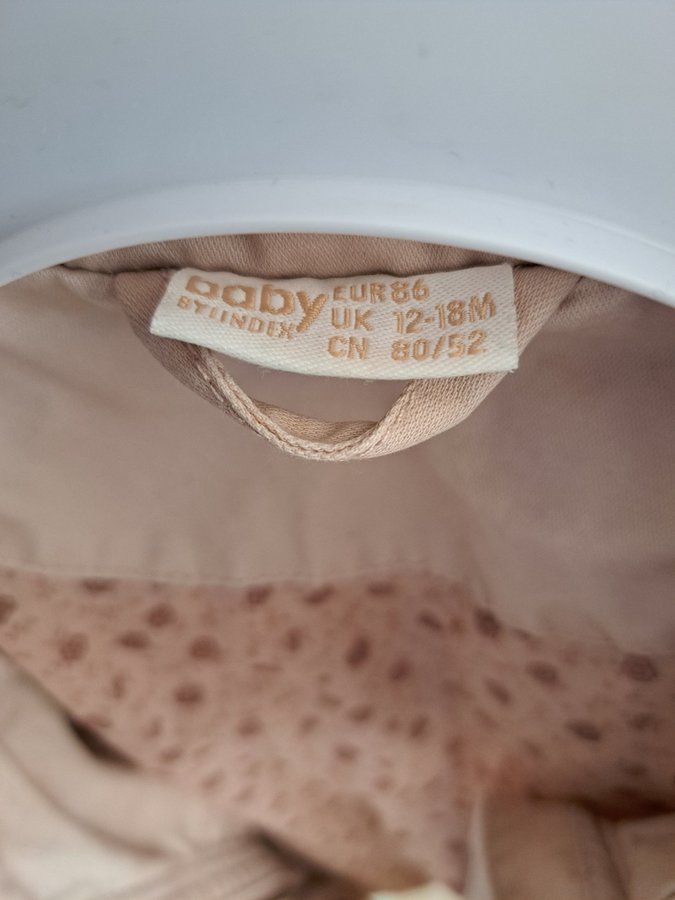 baby
BY LINDEX
EUR 86
UK 12-18M
CN 80/52